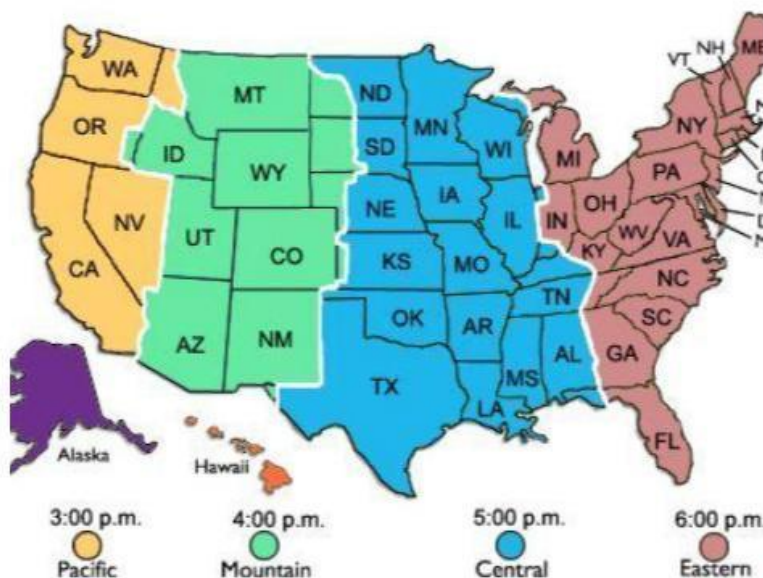 WA
MT
ND
MN
OR
ID
WY
SD
WI
MI
VT
NH
ME
NY
NV
UT
CO
NE
IA
IL
IN
OH
PA
CA
KS
MO
KY
WV
VA
AZ
NM
OK
AR
TN
NC
SC
TX
LA
MS
AL
GA
FL
Alaska
Hawaii
3:00 p.m.
4:00 p.m.
5:00 p.m.
6:00 p.m.
Pacific
Mountain
Central
Eastern